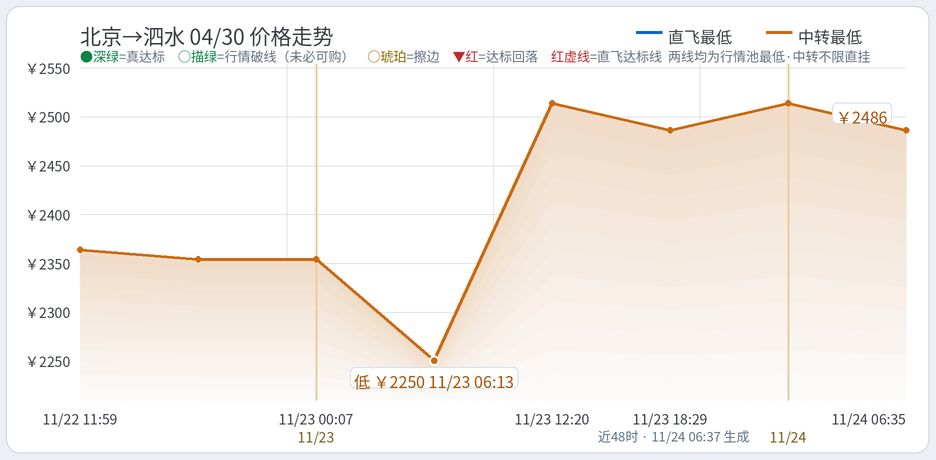 北京→泗水 04/30 价格走势
直飞最低 中转最低
●深绿=真达标 ○描绿=行情破线（未必可购） ○琥珀=擦边 ▼红=达标回落 红虚线=直飞达标线 两线均为行情池最低·中转不限直挂
￥2550
￥2500
￥2486
￥2450
￥2400
￥2350
￥2300
￥2250
低 ￥2250 11/23 06:13
11/22 11:59 11/23 00:07 11/23 12:20 11/23 18:29 11/24 06:35
11/23 近48时 · 11/24 06:37 生成 11/24